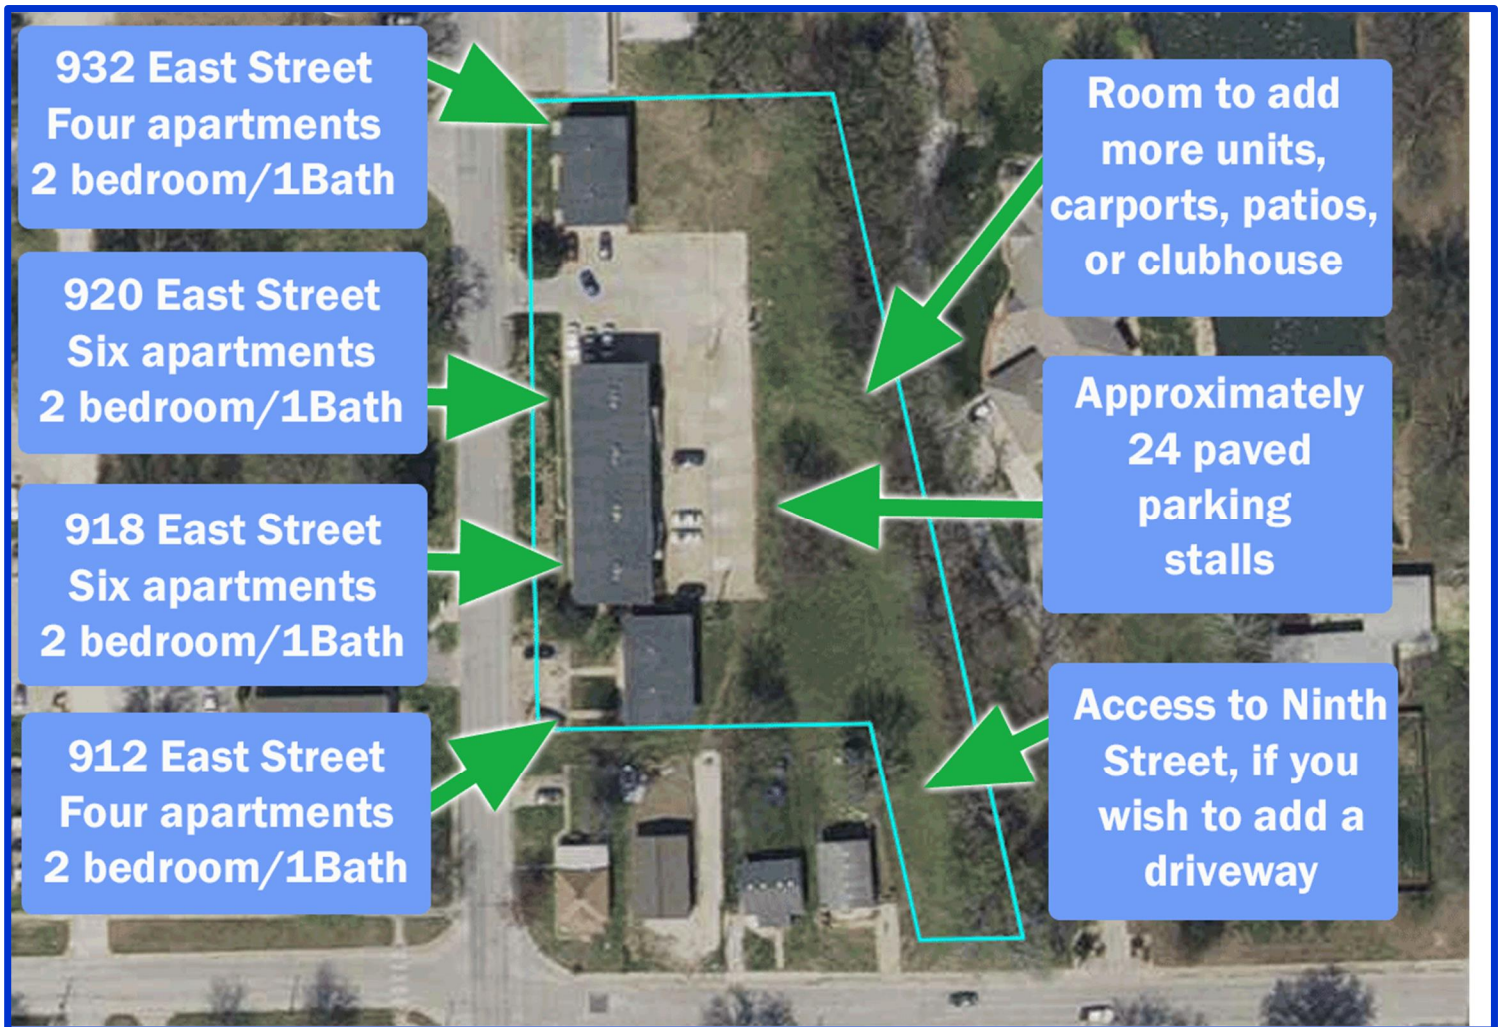 932 East Street
Four apartments
2 bedroom/1Bath
920 East Street
Six apartments
2 bedroom/1Bath
918 East Street
Six apartments
2 bedroom/1Bath
912 East Street
Four apartments
2 bedroom/1Bath
Room to add
more units,
carports, patios,
or clubhouse
Approximately
24 paved
parking
stalls
Access to Ninth
Street, if you
wish to add a
driveway